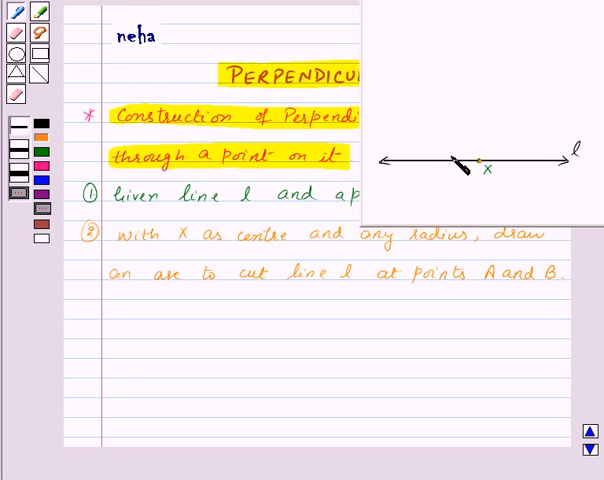 neha
PERPENDICU
* Construction of Perpendi
through a point on it
① Given line l and a p
② With X as centre and any radius, draw
an arc to cut line l at points A and B.
l
X